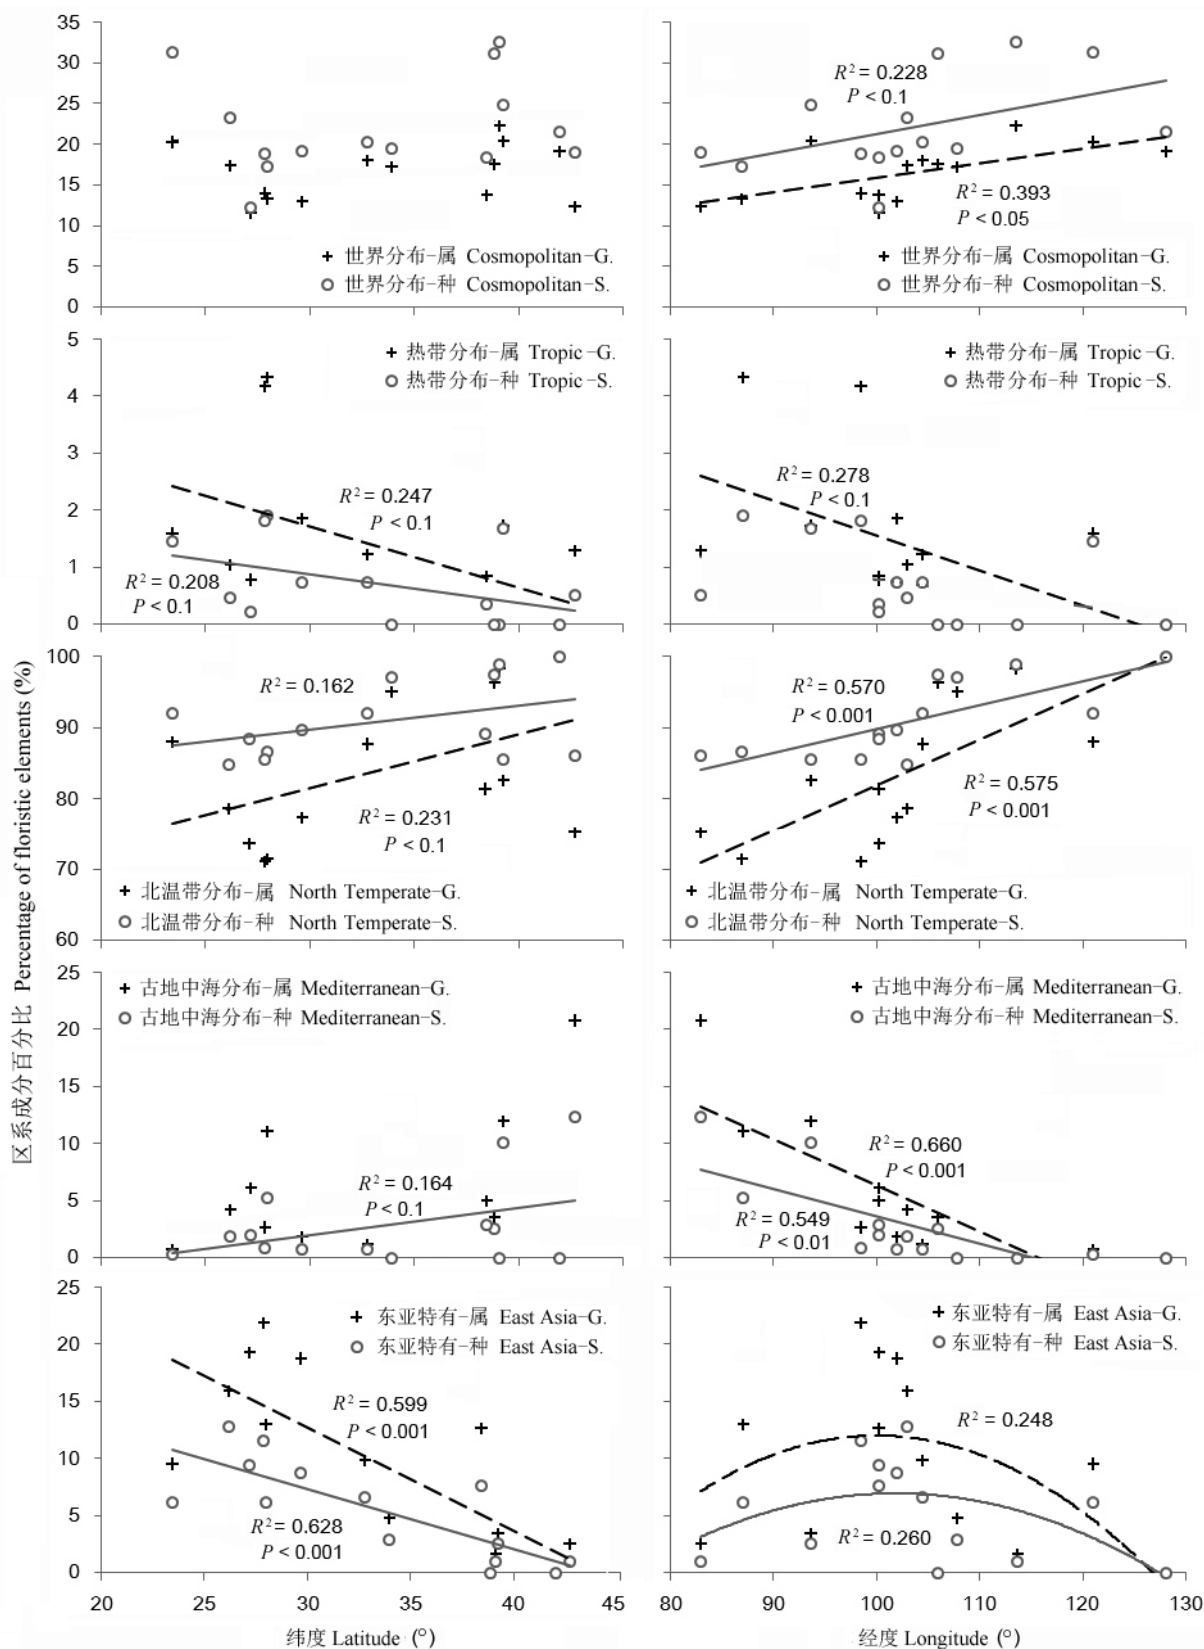 区系成分百分比 Percentage of floristic elements (%)
35
30
25
20
15
10
5
0
世界分布-属 Cosmopolitan-G.
世界分布-种 Cosmopolitan-S.
R² = 0.228
P < 0.1
R² = 0.393
P < 0.05
世界分布-属 Cosmopolitan-G.
世界分布-种 Cosmopolitan-S.
5
4
3
2
1
0
热带分布-属 Tropic-G.
热带分布-种 Tropic-S.
R² = 0.247
P < 0.1
R² = 0.208
P < 0.1
热带分布-属 Tropic-G.
热带分布-种 Tropic-S.
R² = 0.278
P < 0.1
100
90
80
70
60
R² = 0.162
R² = 0.231
P < 0.1
北温带分布-属 North Temperate-G.
北温带分布-种 North Temperate-S.
R² = 0.570
P < 0.001
R² = 0.575
P < 0.001
北温带分布-属 North Temperate-G.
北温带分布-种 North Temperate-S.
25
20
15
10
5
0
古地中海分布-属 Mediterranean-G.
古地中海分布-种 Mediterranean-S.
R² = 0.164
P < 0.1
古地中海分布-属 Mediterranean-G.
古地中海分布-种 Mediterranean-S.
R² = 0.660
P < 0.001
R² = 0.549
P < 0.01
25
20
15
10
5
0
东亚特有-属 East Asia-G.
东亚特有-种 East Asia-S.
R² = 0.599
P < 0.001
R² = 0.628
P < 0.001
东亚特有-属 East Asia-G.
东亚特有-种 East Asia-S.
R² = 0.248
R² = 0.260
20 25 30 35 40 45
纬度 Latitude (°)
80 90 100 110 120 130
经度 Longitude (°)